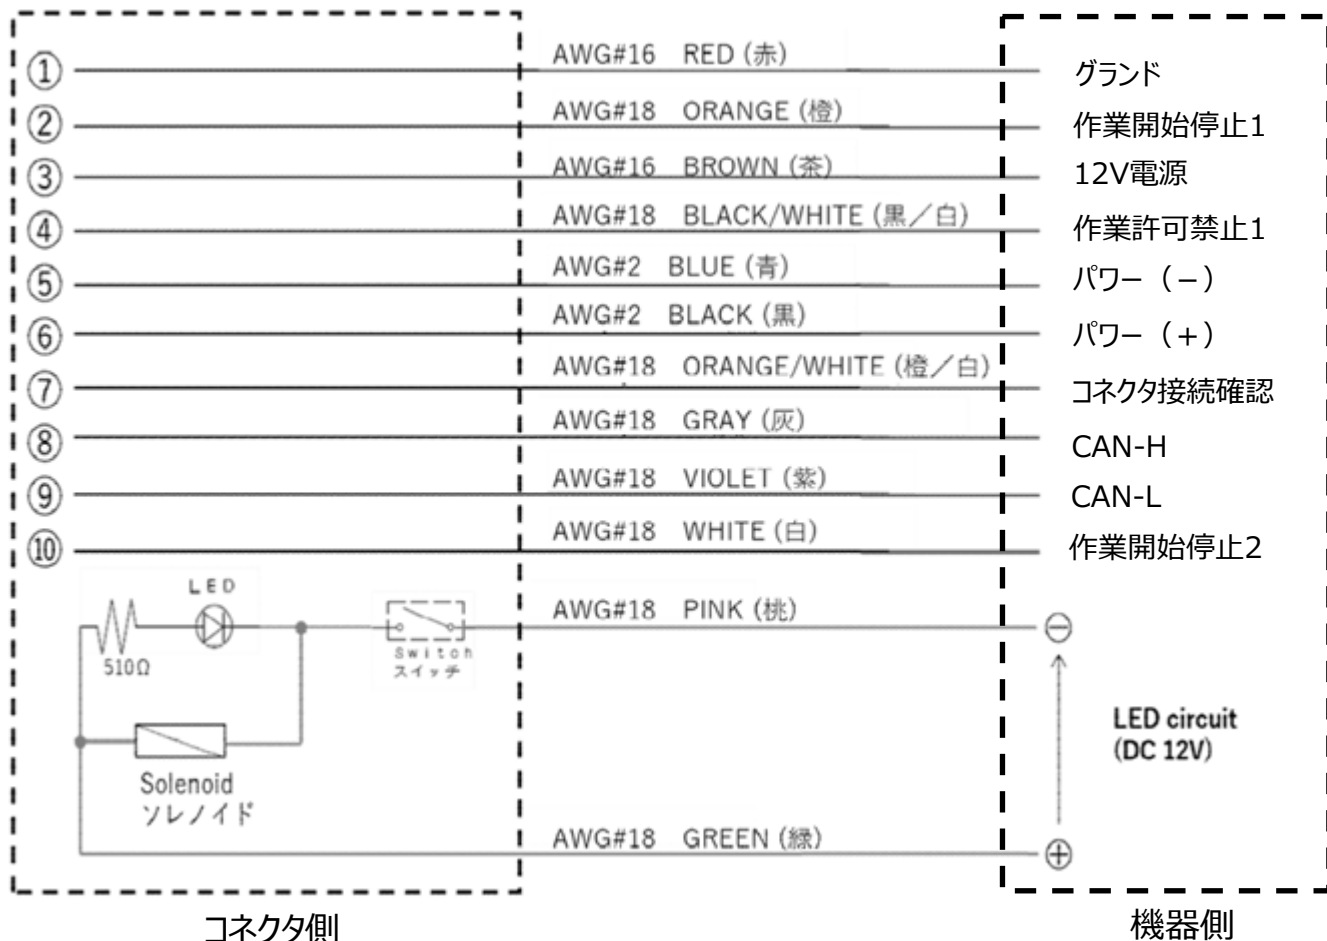 ① AWG#16 RED (赤) グランド
② AWG#18 ORANGE (橙) 作業開始停止1
③ AWG#16 BROWN (茶) 12V電源
④ AWG#18 BLACK/WHITE (黒／白) 作業許可禁止1
⑤ AWG#2 BLUE (青) パワー（－）
⑥ AWG#2 BLACK (黒) パワー（＋）
⑦ AWG#18 ORANGE/WHITE (橙／白) コネクタ接続確認
⑧ AWG#18 GRAY (灰) CAN-H
⑨ AWG#18 VIOLET (紫) CAN-L
⑩ AWG#18 WHITE (白) 作業開始停止2
LED
AWG#18 PINK (桃) ⊖
510Ω
Switch
スイッチ
LED circuit
(DC 12V)
Solenoid
ソレノイド
AWG#18 GREEN (緑) ⊕
コネクタ側
機器側